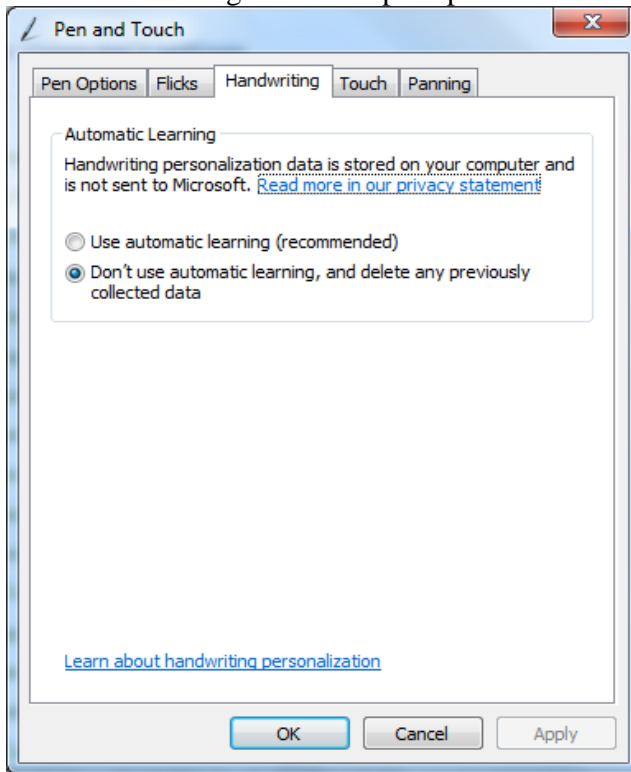 Pen and Touch
Pen Options Flicks Handwriting Touch Panning
Automatic Learning
Handwriting personalization data is stored on your computer and
is not sent to Microsoft. Read more in our privacy statement
Use automatic learning (recommended)
Don't use automatic learning, and delete any previously
collected data
Learn about handwriting personalization
OK Cancel Apply